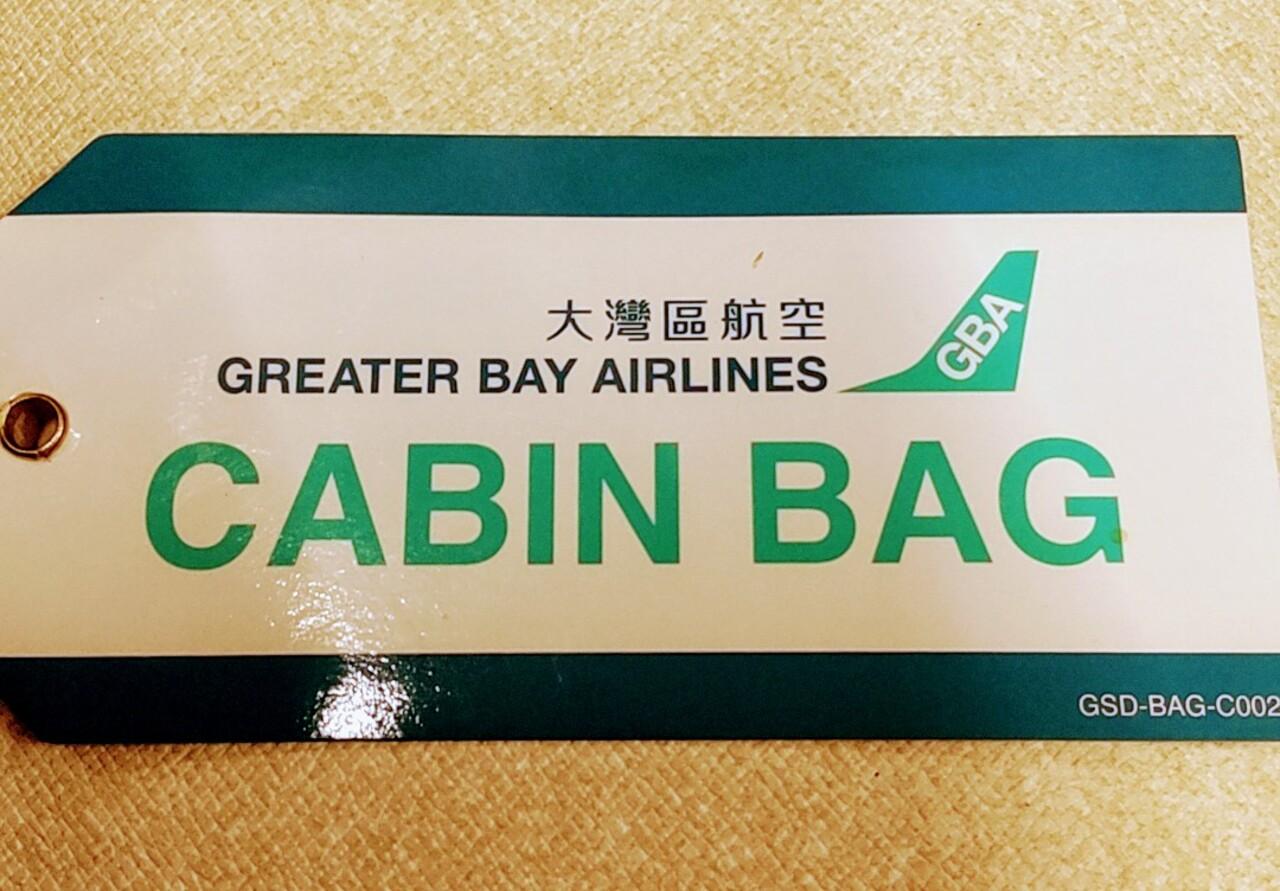 大灣區航空
GREATER BAY AIRLINES
GBA
CABIN BAG
GSD-BAG-C002